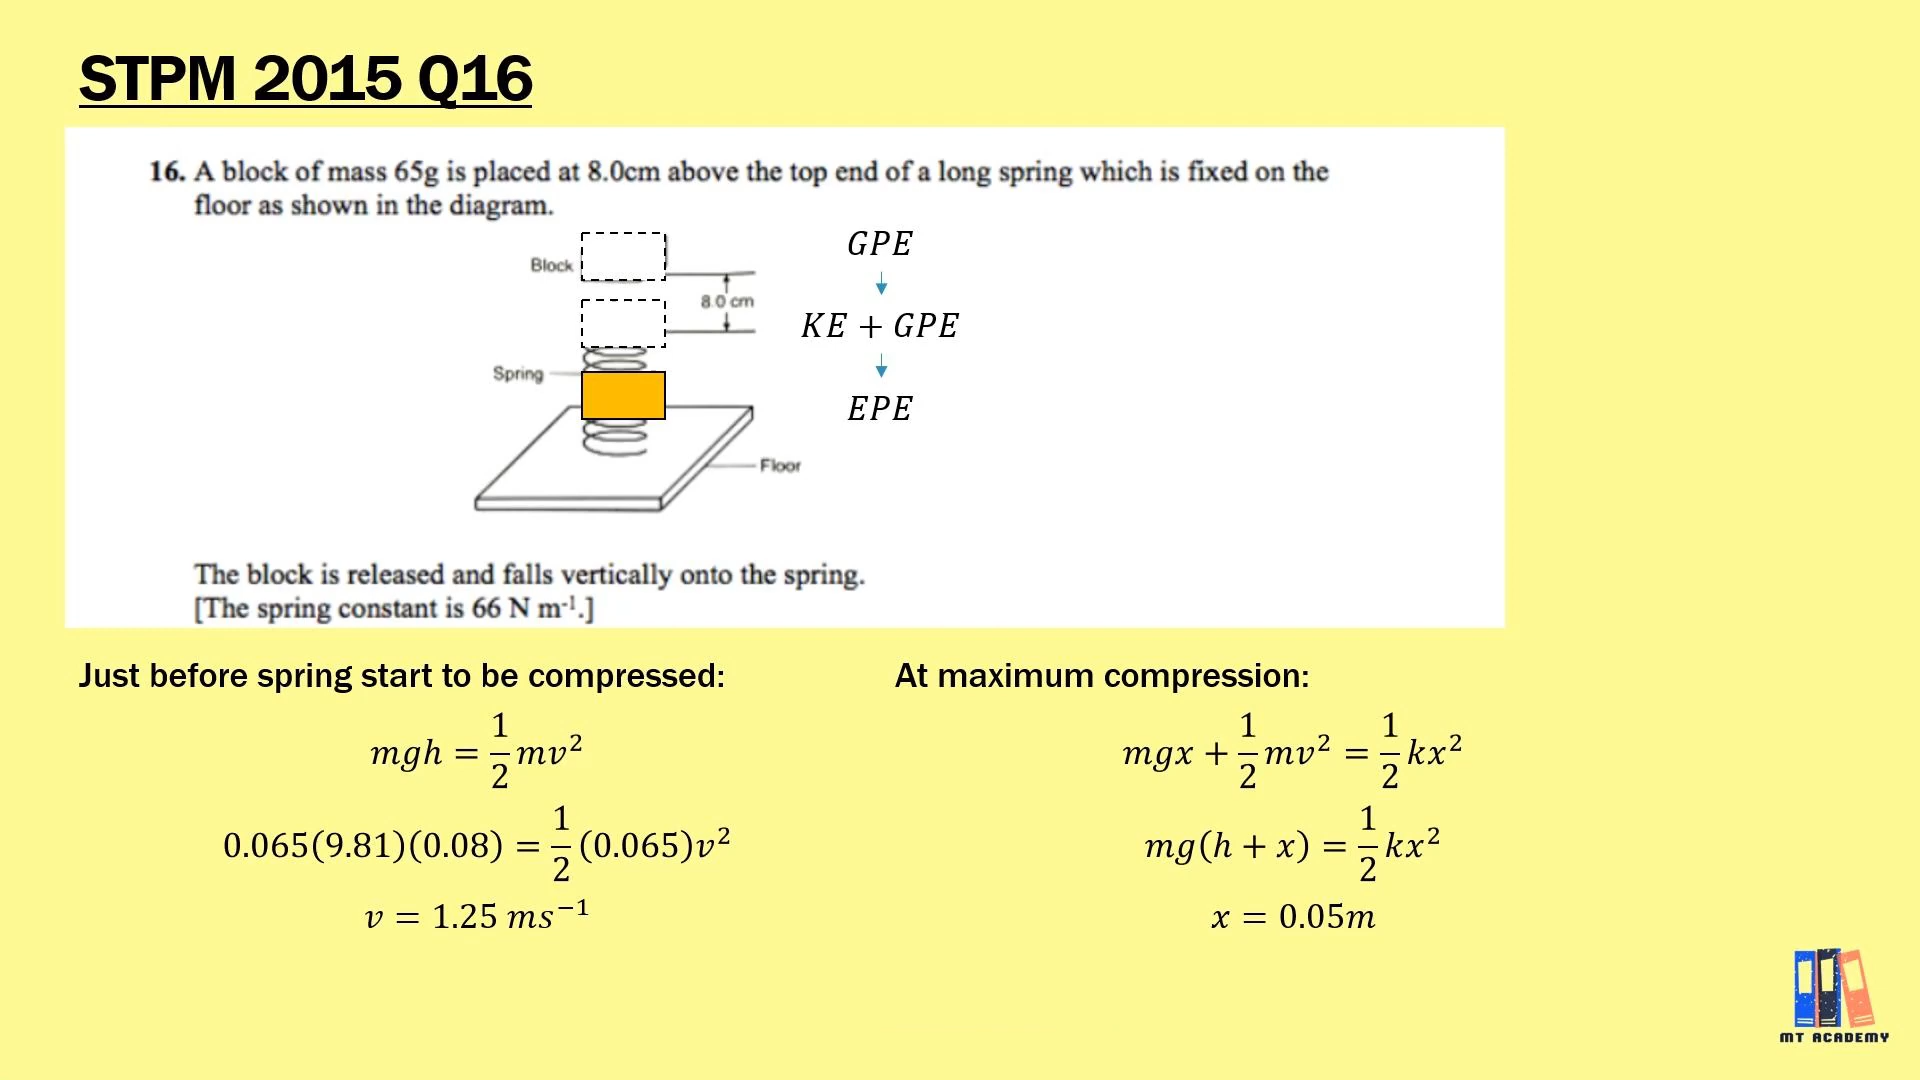 STPM 2015 Q16
16. A block of mass 65g is placed at 8.0cm above the top end of a long spring which is fixed on the
floor as shown in the diagram.
Block
8.0 cm
Spring
Floor
GPE
↓
KE + GPE
↓
EPE
The block is released and falls vertically onto the spring.
[The spring constant is 66 N m⁻¹.]
Just before spring start to be compressed:
mgh = 1/2 mv²
0.065(9.81)(0.08) = 1/2 (0.065)v²
v = 1.25 ms⁻¹
At maximum compression:
mgx + 1/2 mv² = 1/2 kx²
mg(h + x) = 1/2 kx²
x = 0.05m
MT ACADEMY